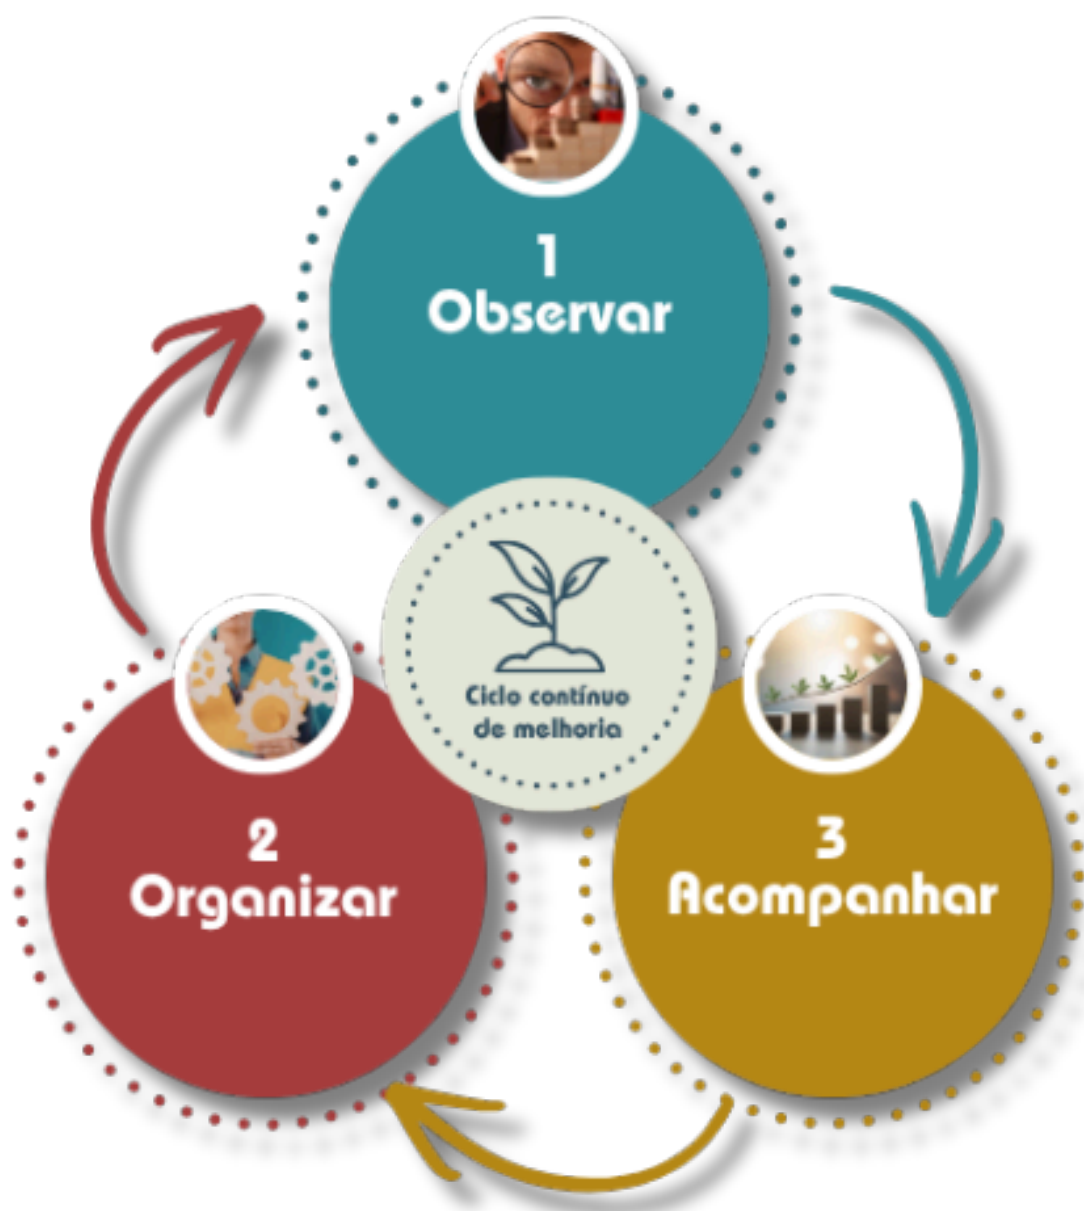 1
Observar
Ciclo contínuo
de melhoria
2
Organizar
3
Acompanhar